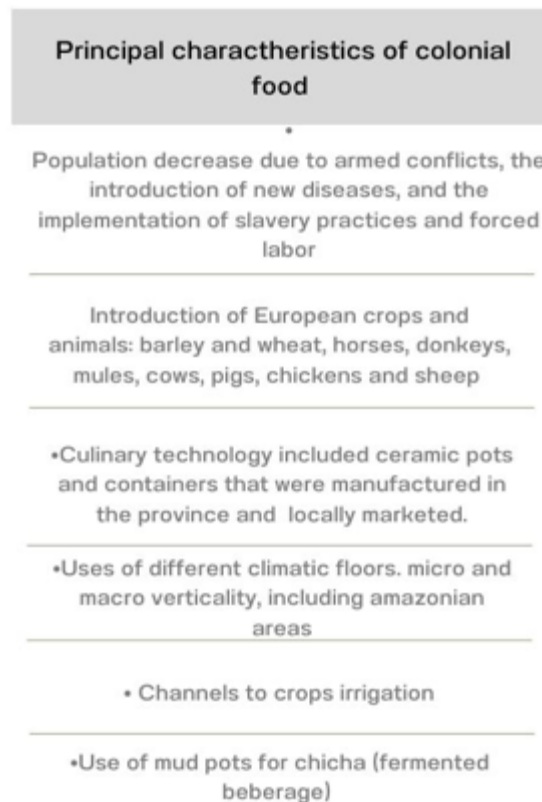 Principal charactheristics of colonial
food
•
Population decrease due to armed conflicts, the
introduction of new diseases, and the
implementation of slavery practices and forced
labor
Introduction of European crops and
animals: barley and wheat, horses, donkeys,
mules, cows, pigs, chickens and sheep
•Culinary technology included ceramic pots
and containers that were manufactured in
the province and locally marketed.
•Uses of different climatic floors. micro and
macro verticality, including amazonian
areas
• Channels to crops irrigation
•Use of mud pots for chicha (fermented
beberage)